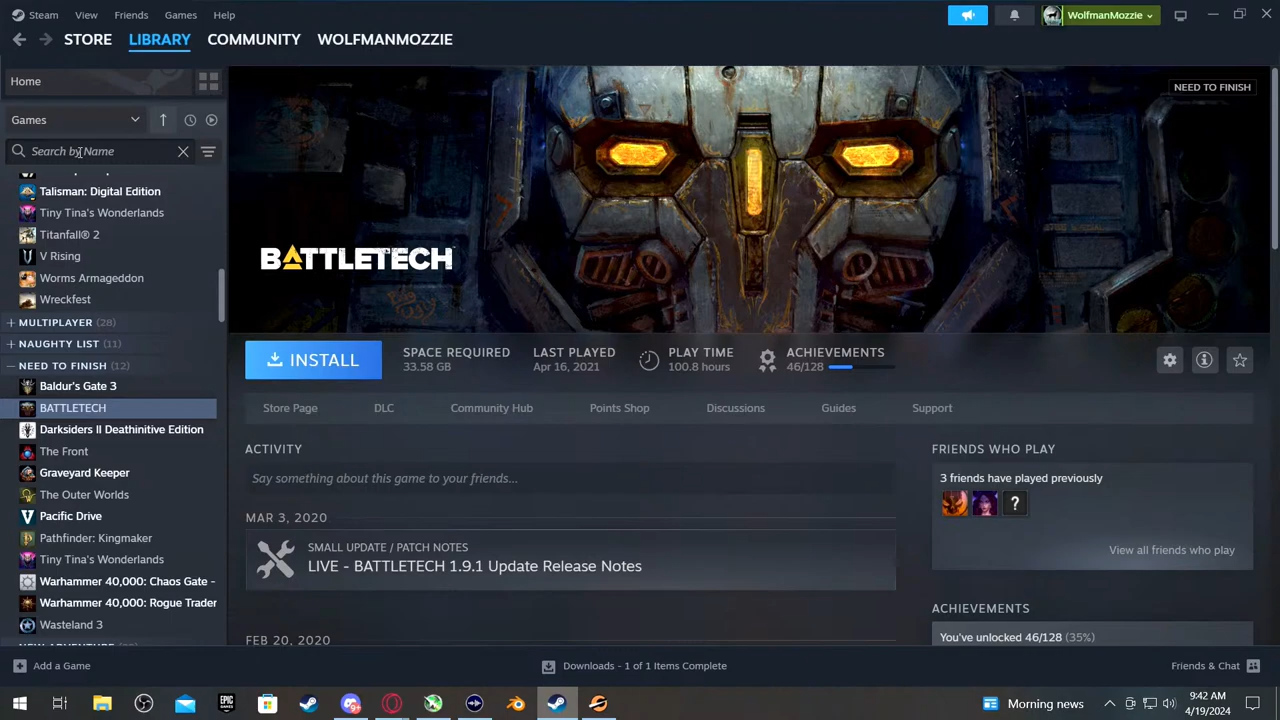 Steam View Friends Games Help WolfmanMozzie
STORE LIBRARY COMMUNITY WOLFMANMOZZIE
Home
NEED TO FINISH
Games
Search by Name
Talisman: Digital Edition
Tiny Tina's Wonderlands
Titanfall® 2
V Rising
Worms Armageddon
Wreckfest
MULTIPLAYER (28)
NAUGHTY LIST (11)
NEED TO FINISH (12)
Baldur's Gate 3
BATTLETECH
Darksiders II Deathinitive Edition
The Front
Graveyard Keeper
The Outer Worlds
Pacific Drive
Pathfinder: Kingmaker
Tiny Tina's Wonderlands
Warhammer 40,000: Chaos Gate -
Warhammer 40,000: Rogue Trader
Wasteland 3
BATTLETECH
INSTALL
SPACE REQUIRED
33.58 GB
LAST PLAYED
Apr 16, 2021
PLAY TIME
100.8 hours
ACHIEVEMENTS
46/128
Store Page DLC Community Hub Points Shop Discussions Guides Support
ACTIVITY
Say something about this game to your friends...
MAR 3, 2020
SMALL UPDATE / PATCH NOTES
LIVE - BATTLETECH 1.9.1 Update Release Notes
FEB 20, 2020
FRIENDS WHO PLAY
3 friends have played previously
?
View all friends who play
ACHIEVEMENTS
You've unlocked 46/128 (35%)
Add a Game Downloads - 1 of 1 Items Complete Friends & Chat
EPIC GAMES
Morning news
9:42 AM
4/19/2024